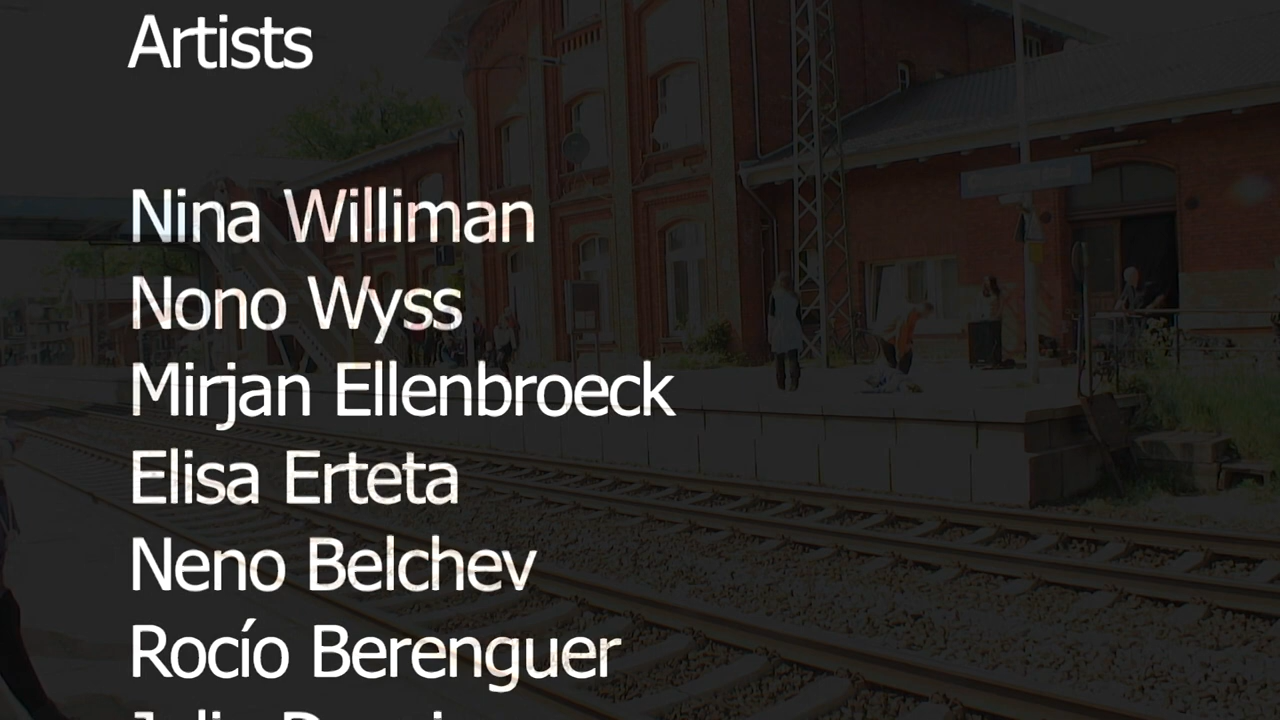 Artists
Nina Williman
Nono Wyss
Mirjan Ellenbroeck
Elisa Erteta
Neno Belchev
Rocío Berenguer